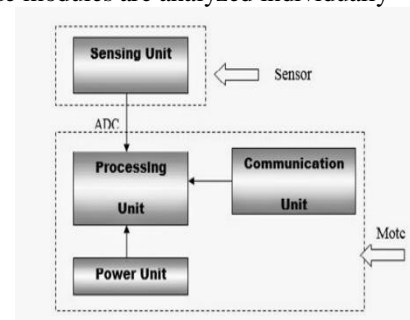 modules are analyzed individually
Sensing Unit
Sensor
ADC
Processing
Unit
Communication
Unit
Mote
Power Unit